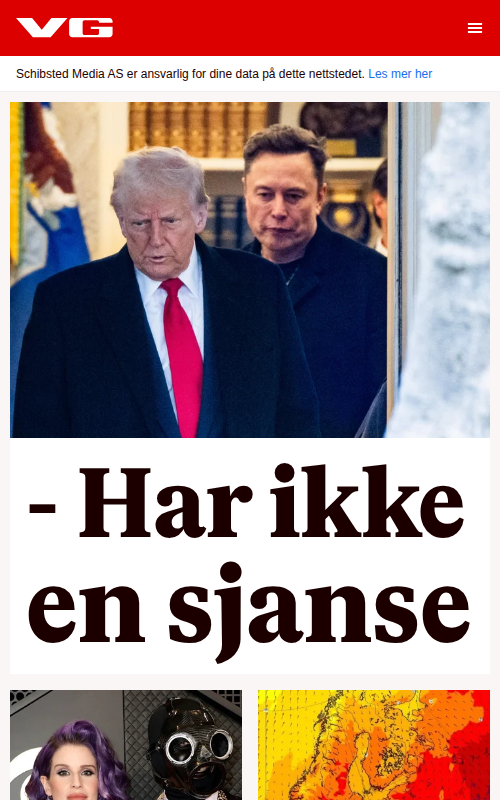 VG
Schibsted Media AS er ansvarlig for dine data på dette nettstedet. Les mer her
- Har ikke
en sjanse